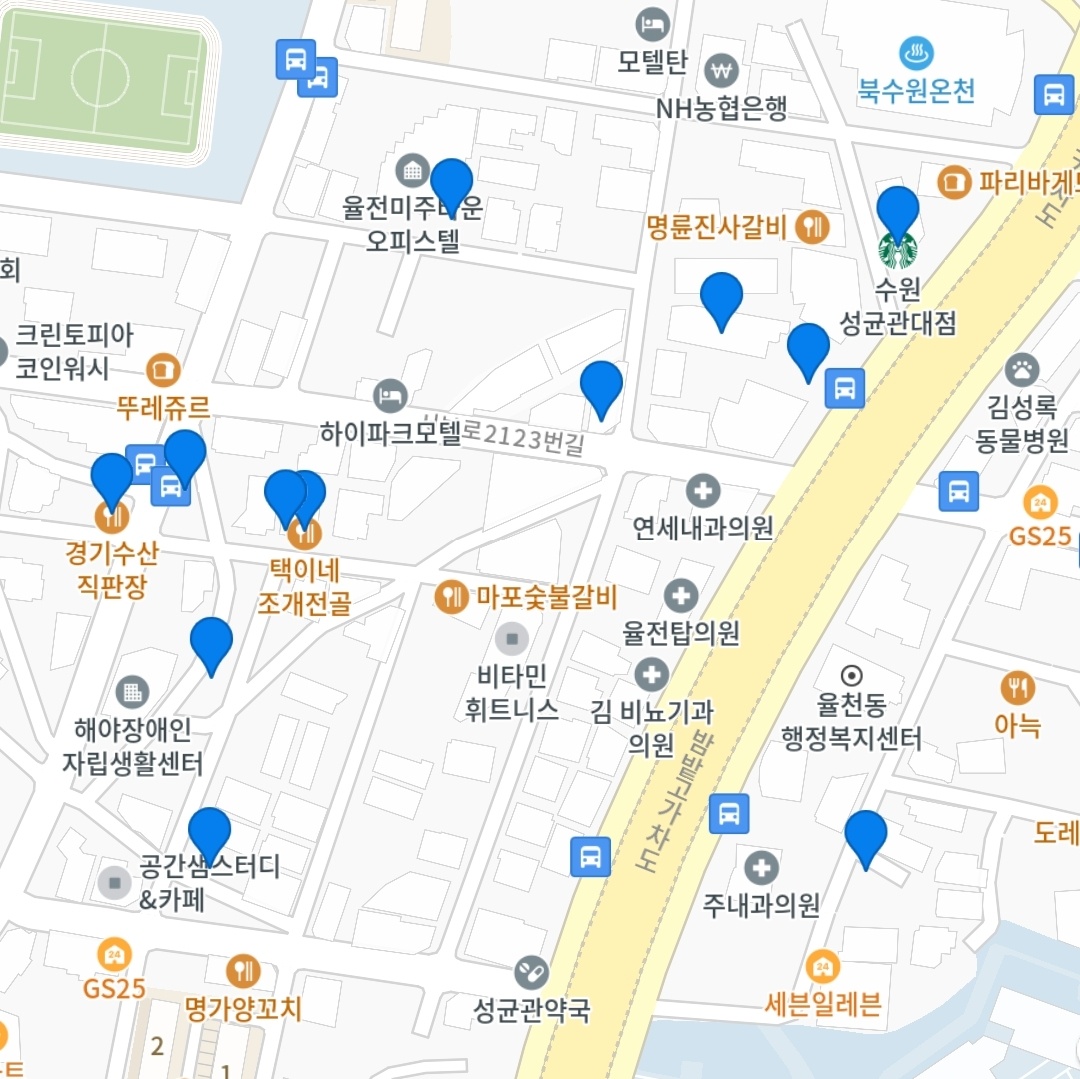 모텔탄
NH농협은행
북수원온천
파리바게
율전미주타운
오피스텔
명륜진사갈비
회
수원
성균관대점
크린토피아
코인워시
뚜레쥬르
하이파크모텔
로2123번길
김성록
동물병원
24
GS25
연세내과의원
경기수산
직판장
택이네
조개전골
마포숯불갈비
율전탑의원
비타민
휘트니스
김 비뇨기과
의원
율천동
행정복지센터
아늑
해야장애인
자립생활센터
밤밭고가차도
도레
공간샘스터디
&카페
주내과의원
24
GS25
명가양꼬치
성균관약국
24
세븐일레븐
2
1
트